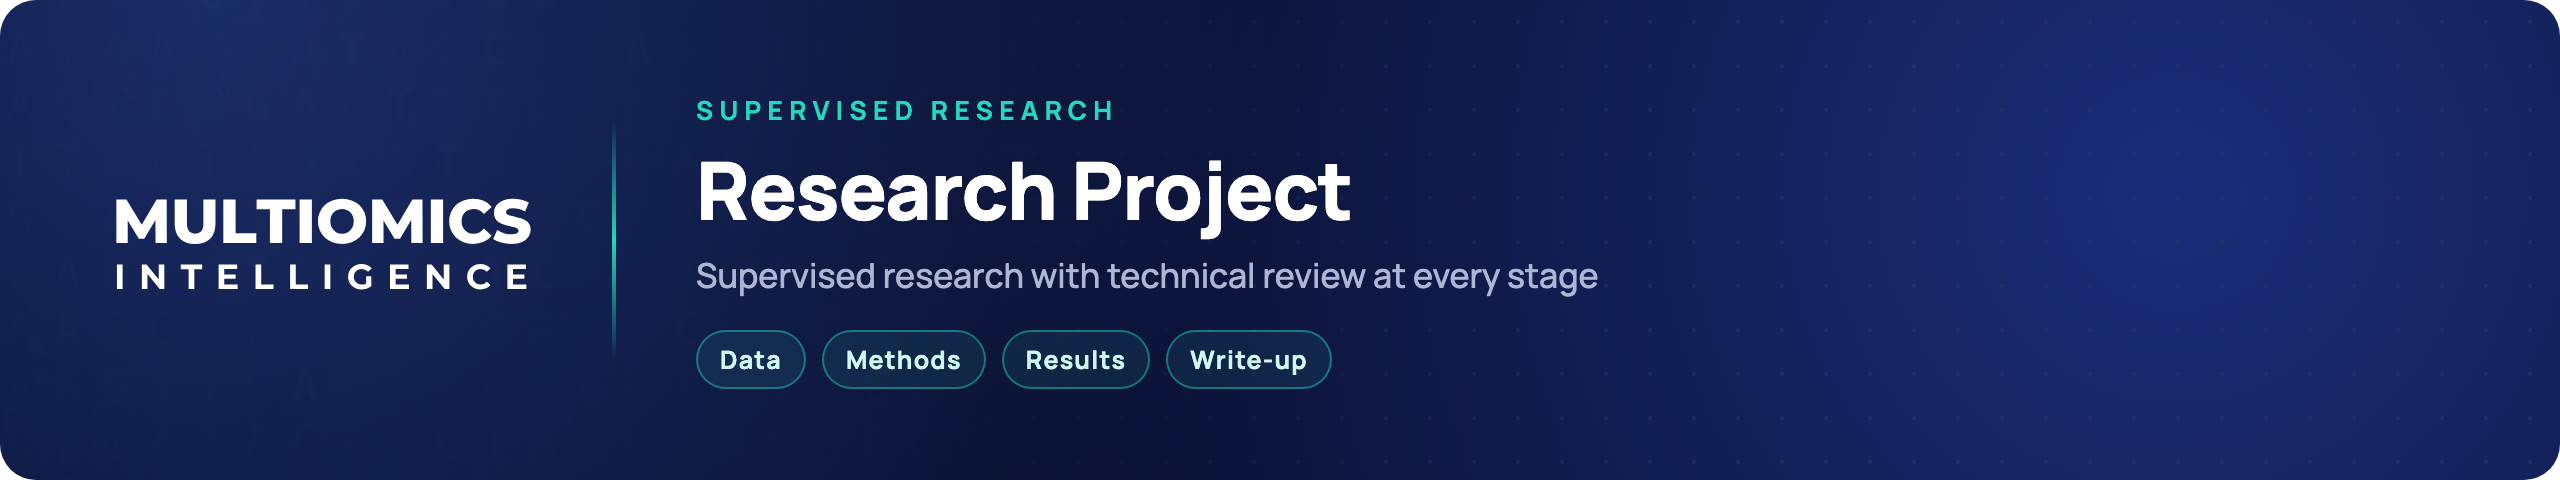 MULTIOMICS
INTELLIGENCE
SUPERVISED RESEARCH
Research Project
Supervised research with technical review at every stage
Data
Methods
Results
Write-up